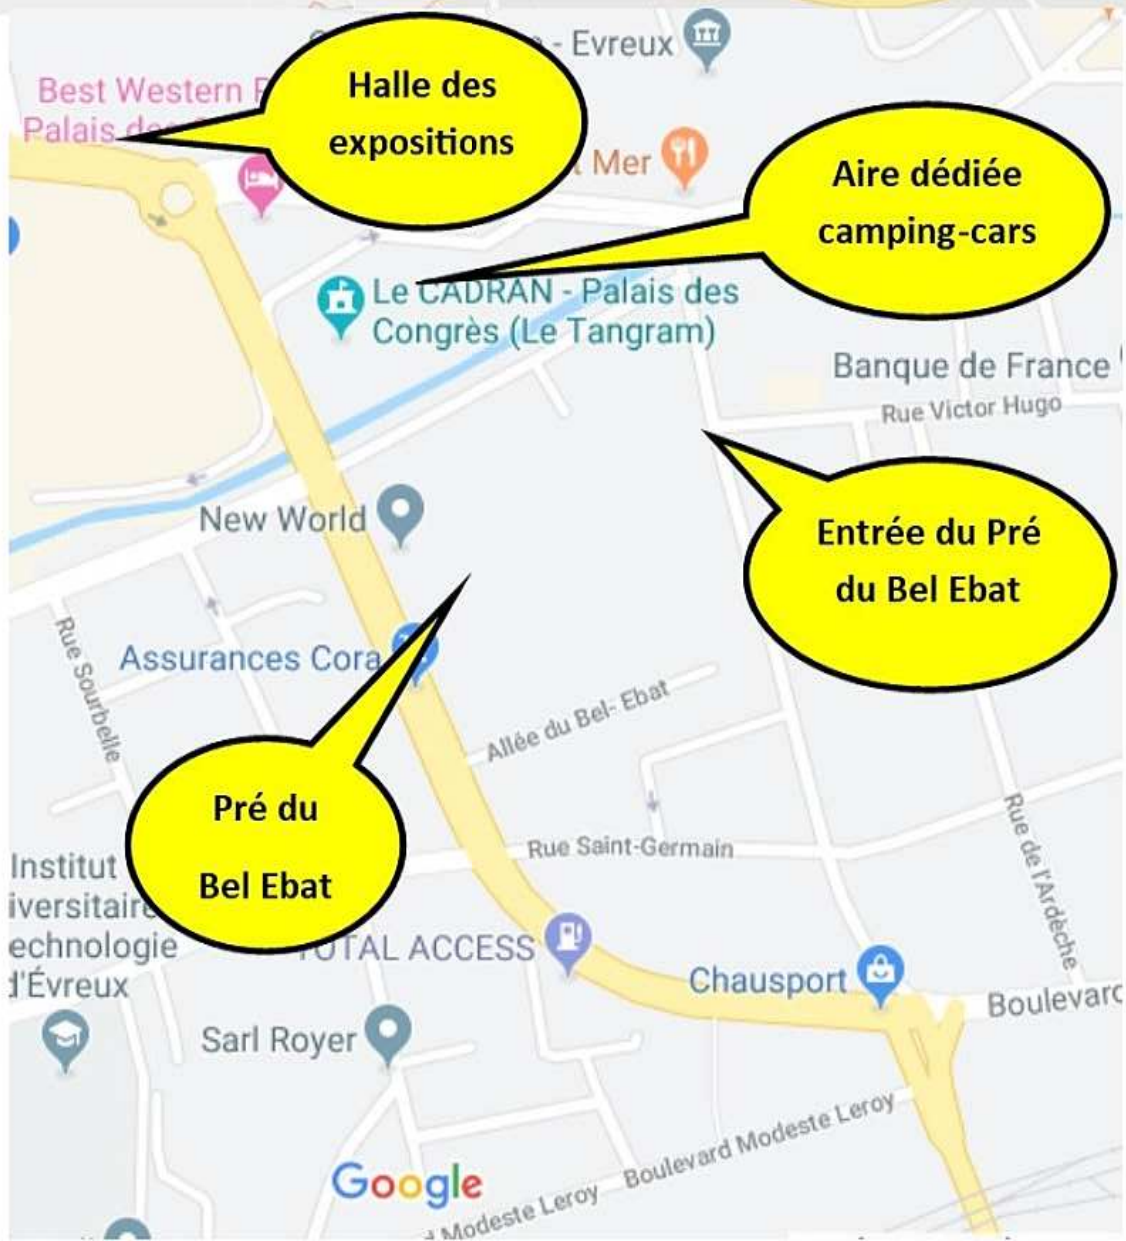 - Evreux
Best Western
Palais des
Halle des
expositions
Mer
Aire dédiée
camping-cars
Le CADRAN - Palais des
Congrès (Le Tangram)
Banque de France
Rue Victor Hugo
New World
Entrée du Pré
du Bel Ebat
Rue Sourbelle
Assurances Cora
Allée du Bel- Ebat
Pré du
Bel Ebat
Rue Saint-Germain
Rue de l'Ardèche
Institut
iversitaire
echnologie
d'Évreux
TOTAL ACCESS
Chausport
Boulevard
Sarl Royer
Boulevard Modeste Leroy
Google
d Modeste Leroy